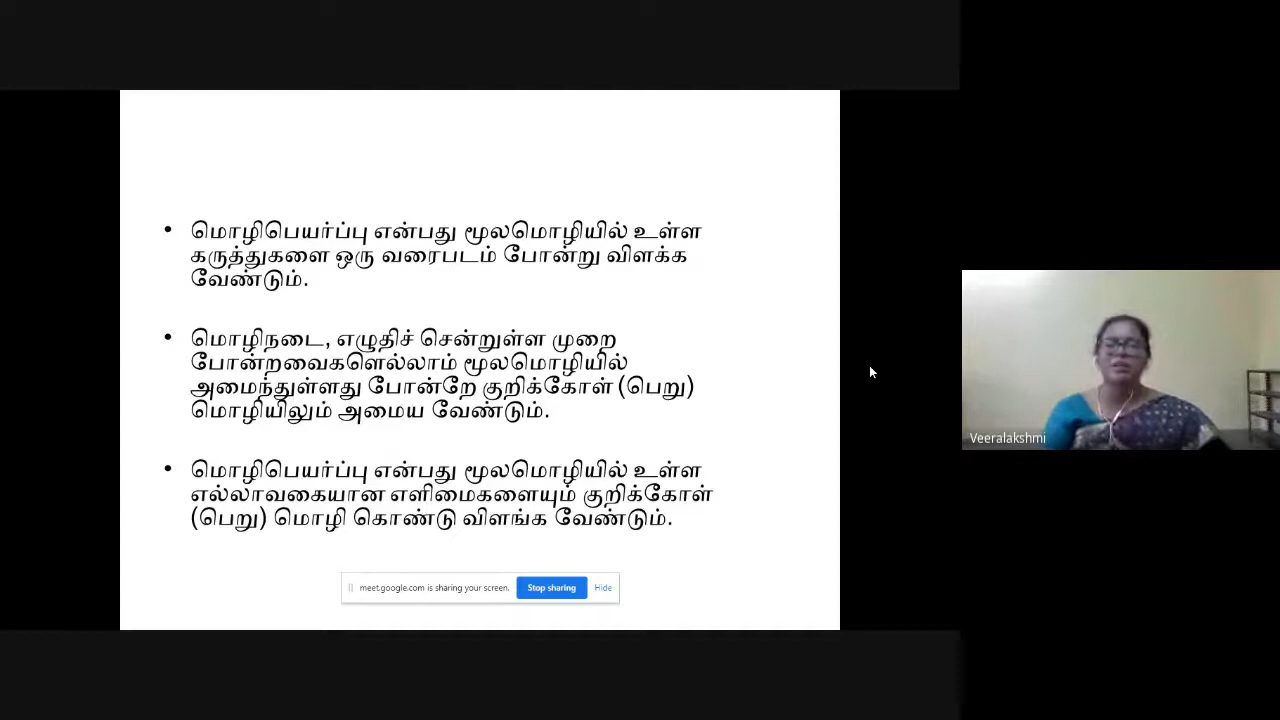 • மொழிபெயர்ப்பு என்பது மூலமொழியில் உள்ள
கருத்துகளை ஒரு வரைபடம் போன்று விளக்க
வேண்டும்.
• மொழிநடை, எழுதிச் சென்றுள்ள முறை
போன்றவைகளெல்லாம் மூலமொழியில்
அமைந்துள்ளது போன்றே குறிக்கோள் (பெறு)
மொழியிலும் அமைய வேண்டும்.
• மொழிபெயர்ப்பு என்பது மூலமொழியில் உள்ள
எல்லாவகையான எளிமைகளையும் குறிக்கோள்
(பெறு) மொழி கொண்டு விளங்க வேண்டும்.
meet.google.com is sharing your screen. Stop sharing Hide
Veeralakshmi